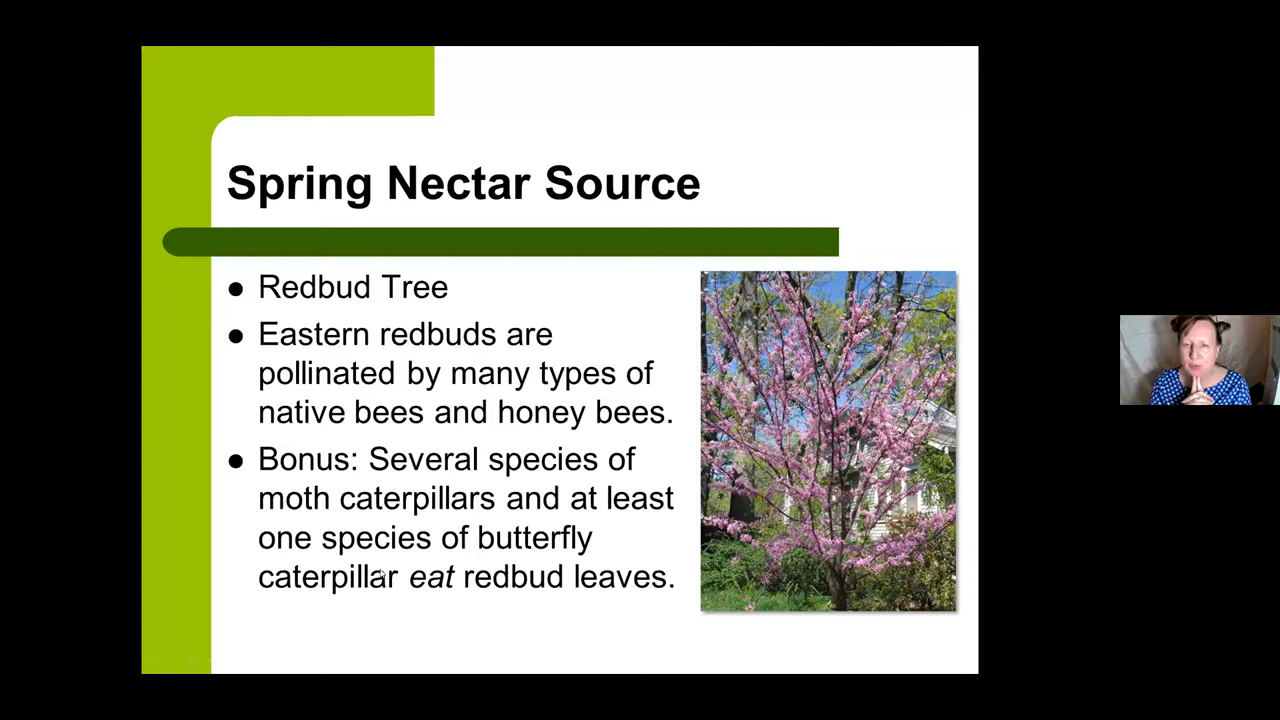 Spring Nectar Source
● Redbud Tree
● Eastern redbuds are
pollinated by many types of
native bees and honey bees.
● Bonus: Several species of
moth caterpillars and at least
one species of butterfly
caterpillar eat redbud leaves.